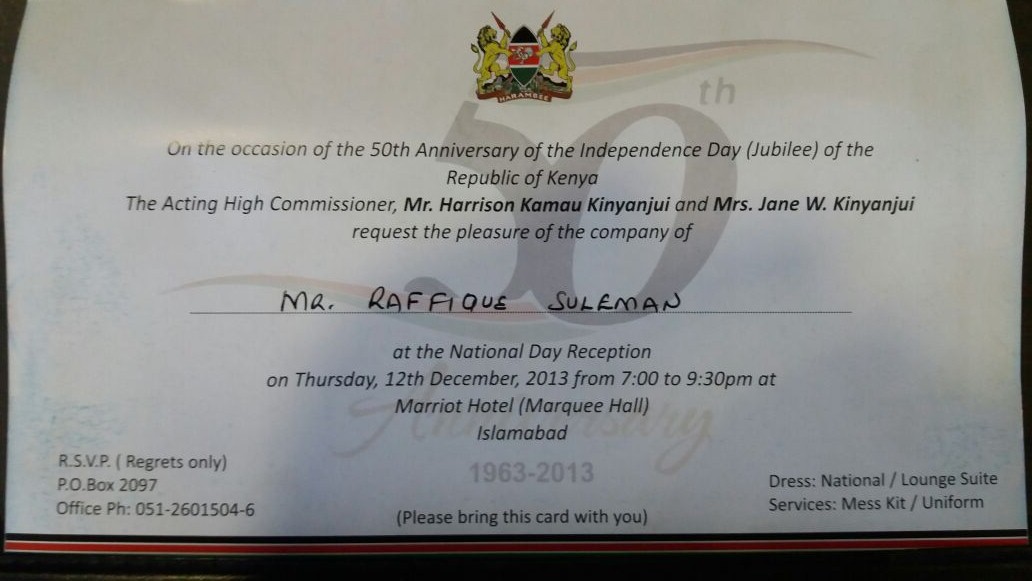 HARAMBEE
50th
On the occasion of the 50th Anniversary of the Independence Day (Jubilee) of the
Republic of Kenya
The Acting High Commissioner, Mr. Harrison Kamau Kinyanjui and Mrs. Jane W. Kinyanjui
request the pleasure of the company of
MR. RAFFIQUE SULEMAN
at the National Day Reception
on Thursday, 12th December, 2013 from 7:00 to 9:30pm at
Marriot Hotel (Marquee Hall)
Anniversary
Islamabad
1963-2013
R.S.V.P. ( Regrets only)
P.O.Box 2097
Office Ph: 051-2601504-6
(Please bring this card with you)
Dress: National / Lounge Suite
Services: Mess Kit / Uniform